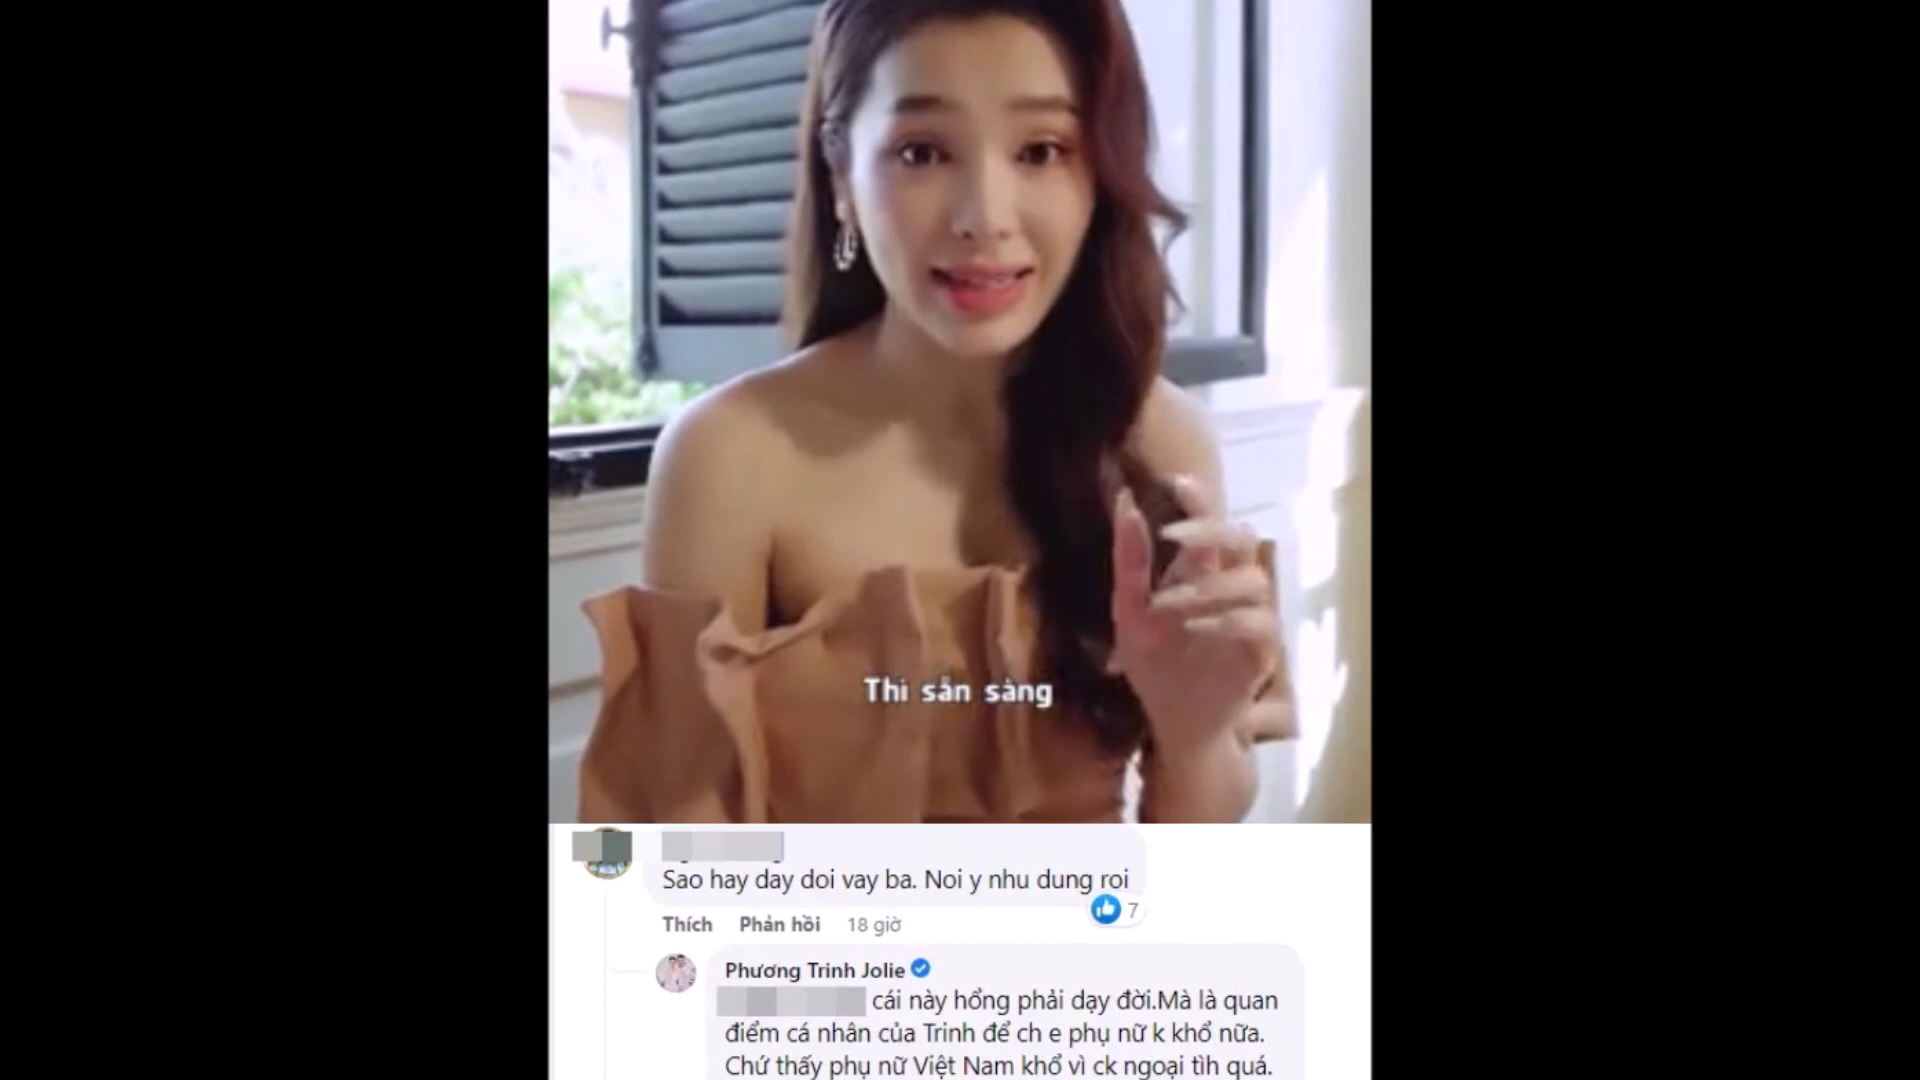 Thì sẵn sàng
Sao hay day doi vay ba. Noi y nhu dung roi
7
Thích Phản hồi 18 giờ
Phương Trinh Jolie
cái này hổng phải dạy đời.Mà là quan
điểm cá nhân của Trinh để ch e phụ nữ k khổ nữa.
Chứ thấy phụ nữ Việt Nam khổ vì ck ngoại tìh quá.